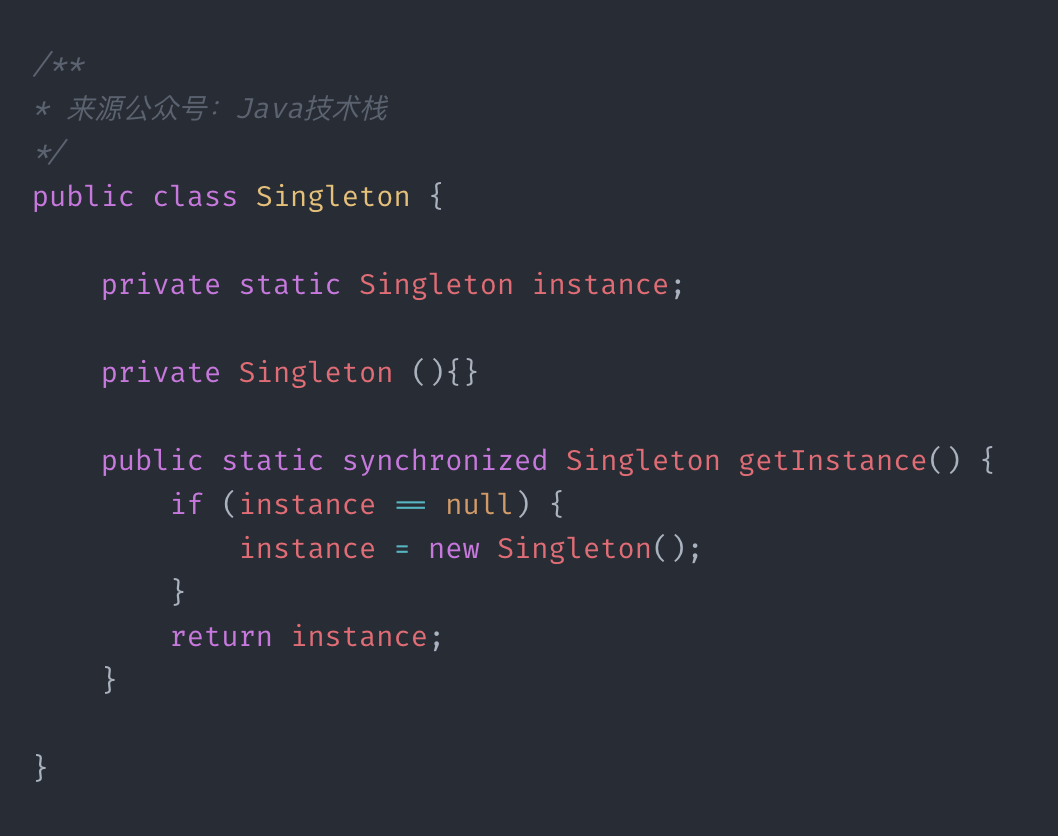 /**
* 来源公众号：Java技术栈
*/
public class Singleton {
    private static Singleton instance;
    private Singleton (){}
    public static synchronized Singleton getInstance() {
        if (instance == null) {
            instance = new Singleton();
        }
        return instance;
    }
}